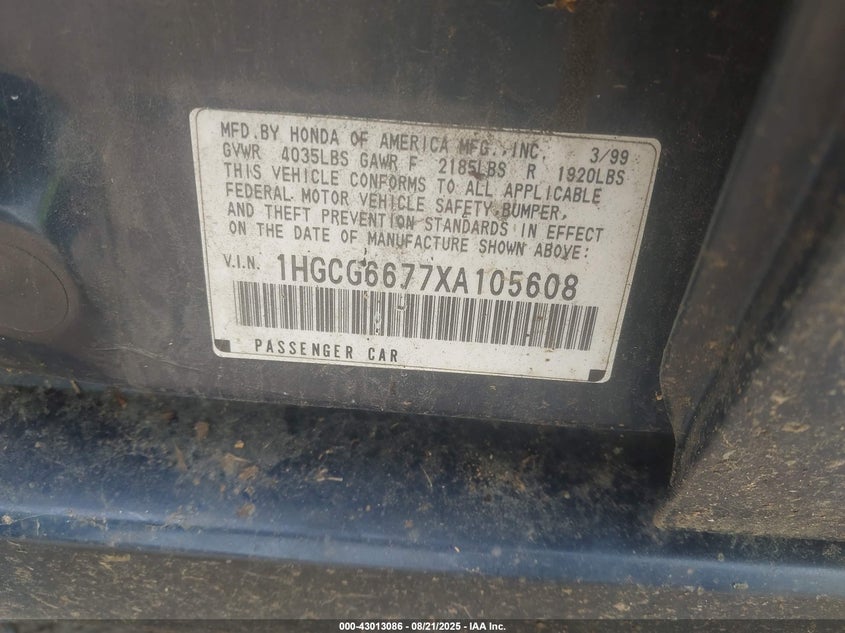 MFD.BY HONDA OF AMERICA MFG.,INC. 3/99
GVWR 4035LBS GAWR F 2185LBS R 1920LBS
THIS VEHICLE CONFORMS TO ALL APPLICABLE
FEDERAL MOTOR VEHICLE SAFETY,BUMPER,
AND THEFT PREVENTION STANDARDS IN EFFECT
ON THE DATE OF MANUFACTURE SHOWN ABOVE:
V.I.N. 1HGCG6677XA105608
PASSENGER CAR
000-43013086 - 08/21/2025 - IAA Inc.